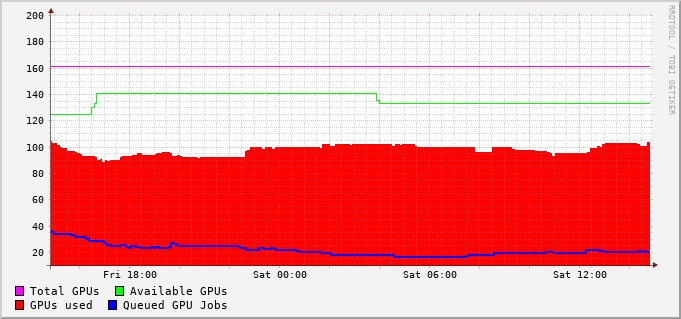 200
180
160
140
120
100
80
60
40
20
Fri 18:00 Sat 00:00 Sat 06:00 Sat 12:00
Total GPUs Available GPUs
GPUs used Queued GPU Jobs
RRDTOOL / TOBI OETIKER